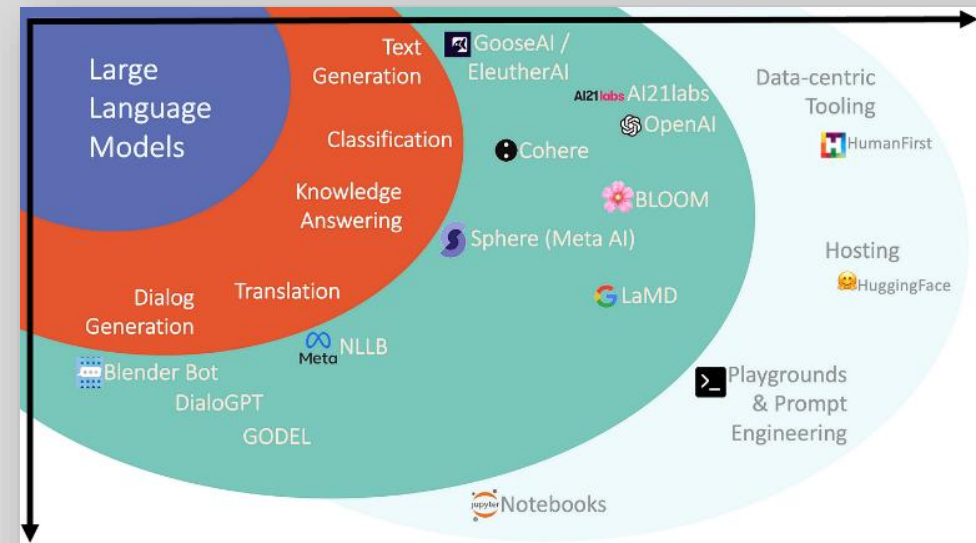 Large
Language
Models
Text
Generation
Classification
Knowledge
Answering
Translation
Dialog
Generation
GooseAI /
EleutherAI
AI21labs AI21labs
OpenAI
Cohere
BLOOM
Sphere (Meta AI)
LaMD
Meta NLLB
Blender Bot
DialoGPT
GODEL
Data-centric
Tooling
HumanFirst
Hosting
HuggingFace
Playgrounds
& Prompt
Engineering
jupyter Notebooks